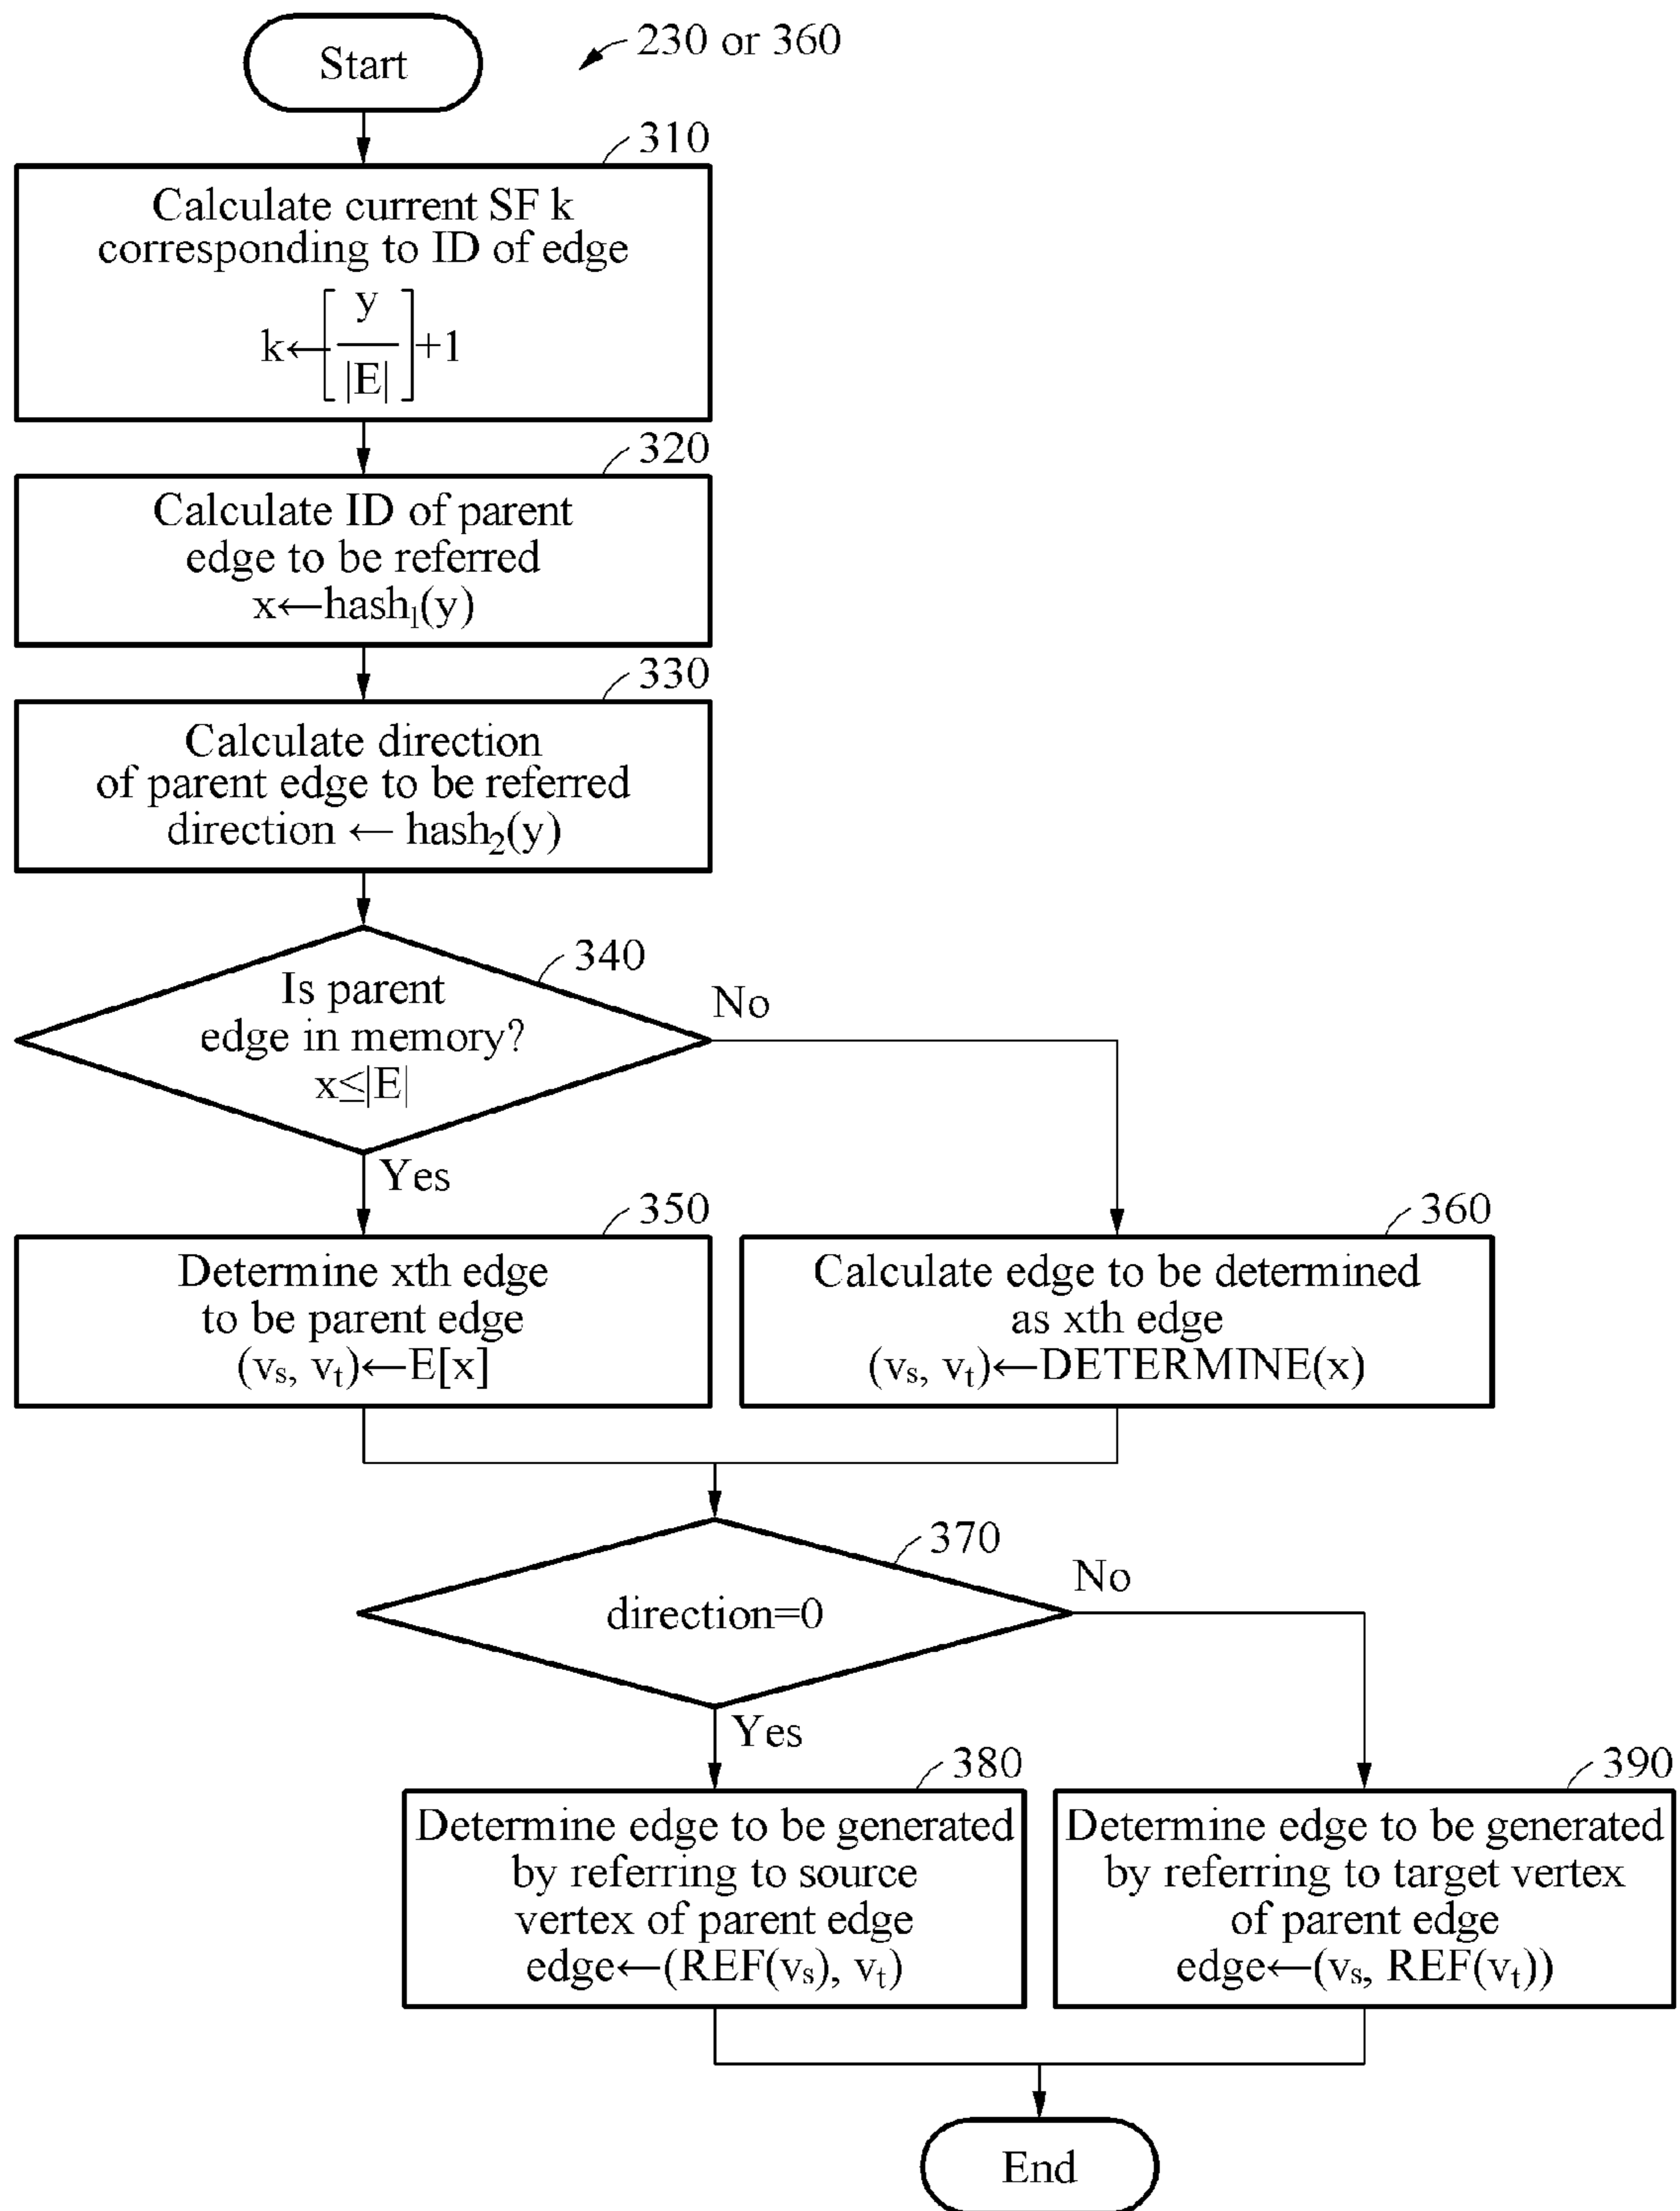 Start
230 or 360
310
Calculate current SF k
corresponding to ID of edge
k←[y/|E|]+1
320
Calculate ID of parent
edge to be referred
x←hash₁(y)
330
Calculate direction
of parent edge to be referred
direction ← hash₂(y)
340
Is parent
edge in memory?
x≤|E|
No
Yes
350
Determine xth edge
to be parent edge
(vₛ, vₜ)←E[x]
360
Calculate edge to be determined
as xth edge
(vₛ, vₜ)←DETERMINE(x)
370
direction=0
No
Yes
380
Determine edge to be generated
by referring to source
vertex of parent edge
edge←(REF(vₛ), vₜ)
390
Determine edge to be generated
by referring to target vertex
of parent edge
edge←(vₛ, REF(vₜ))
End